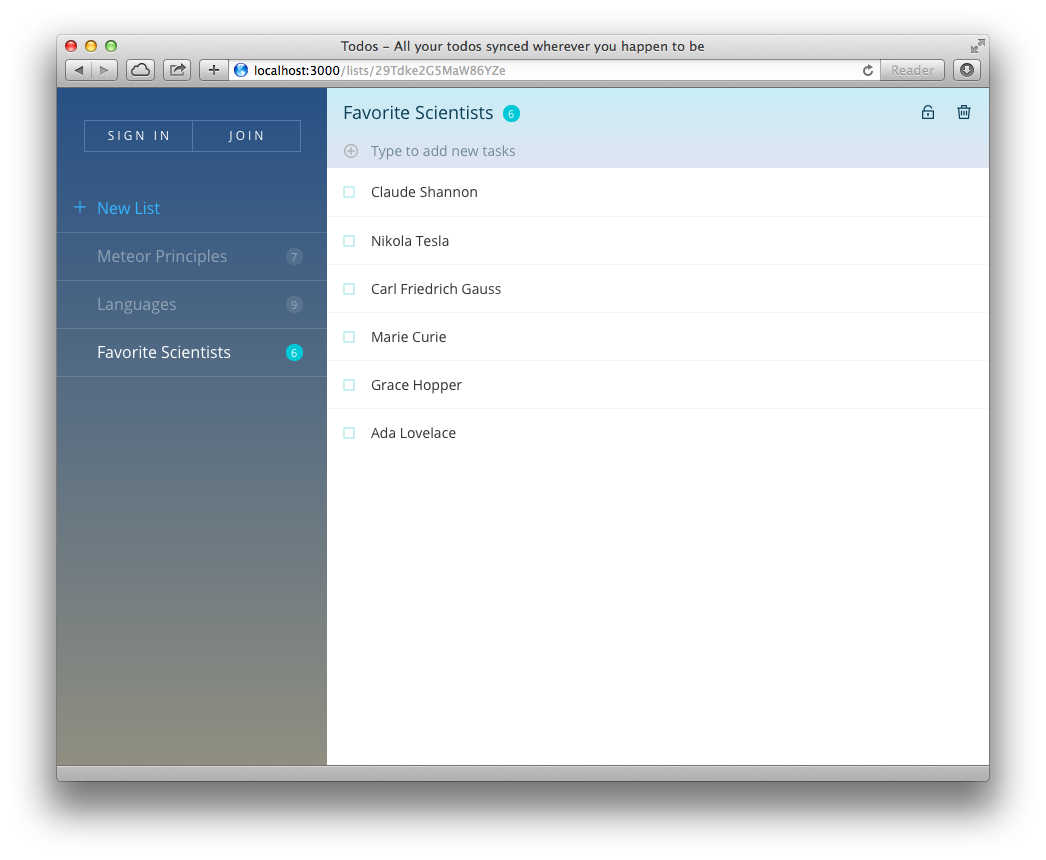 Todos – All your todos synced wherever you happen to be
localhost:3000/lists/29Tdke2G5MaW86YZe
Reader
SIGN IN
JOIN
+ New List
Meteor Principles 7
Languages 9
Favorite Scientists 6
Favorite Scientists 6
Type to add new tasks
Claude Shannon
Nikola Tesla
Carl Friedrich Gauss
Marie Curie
Grace Hopper
Ada Lovelace